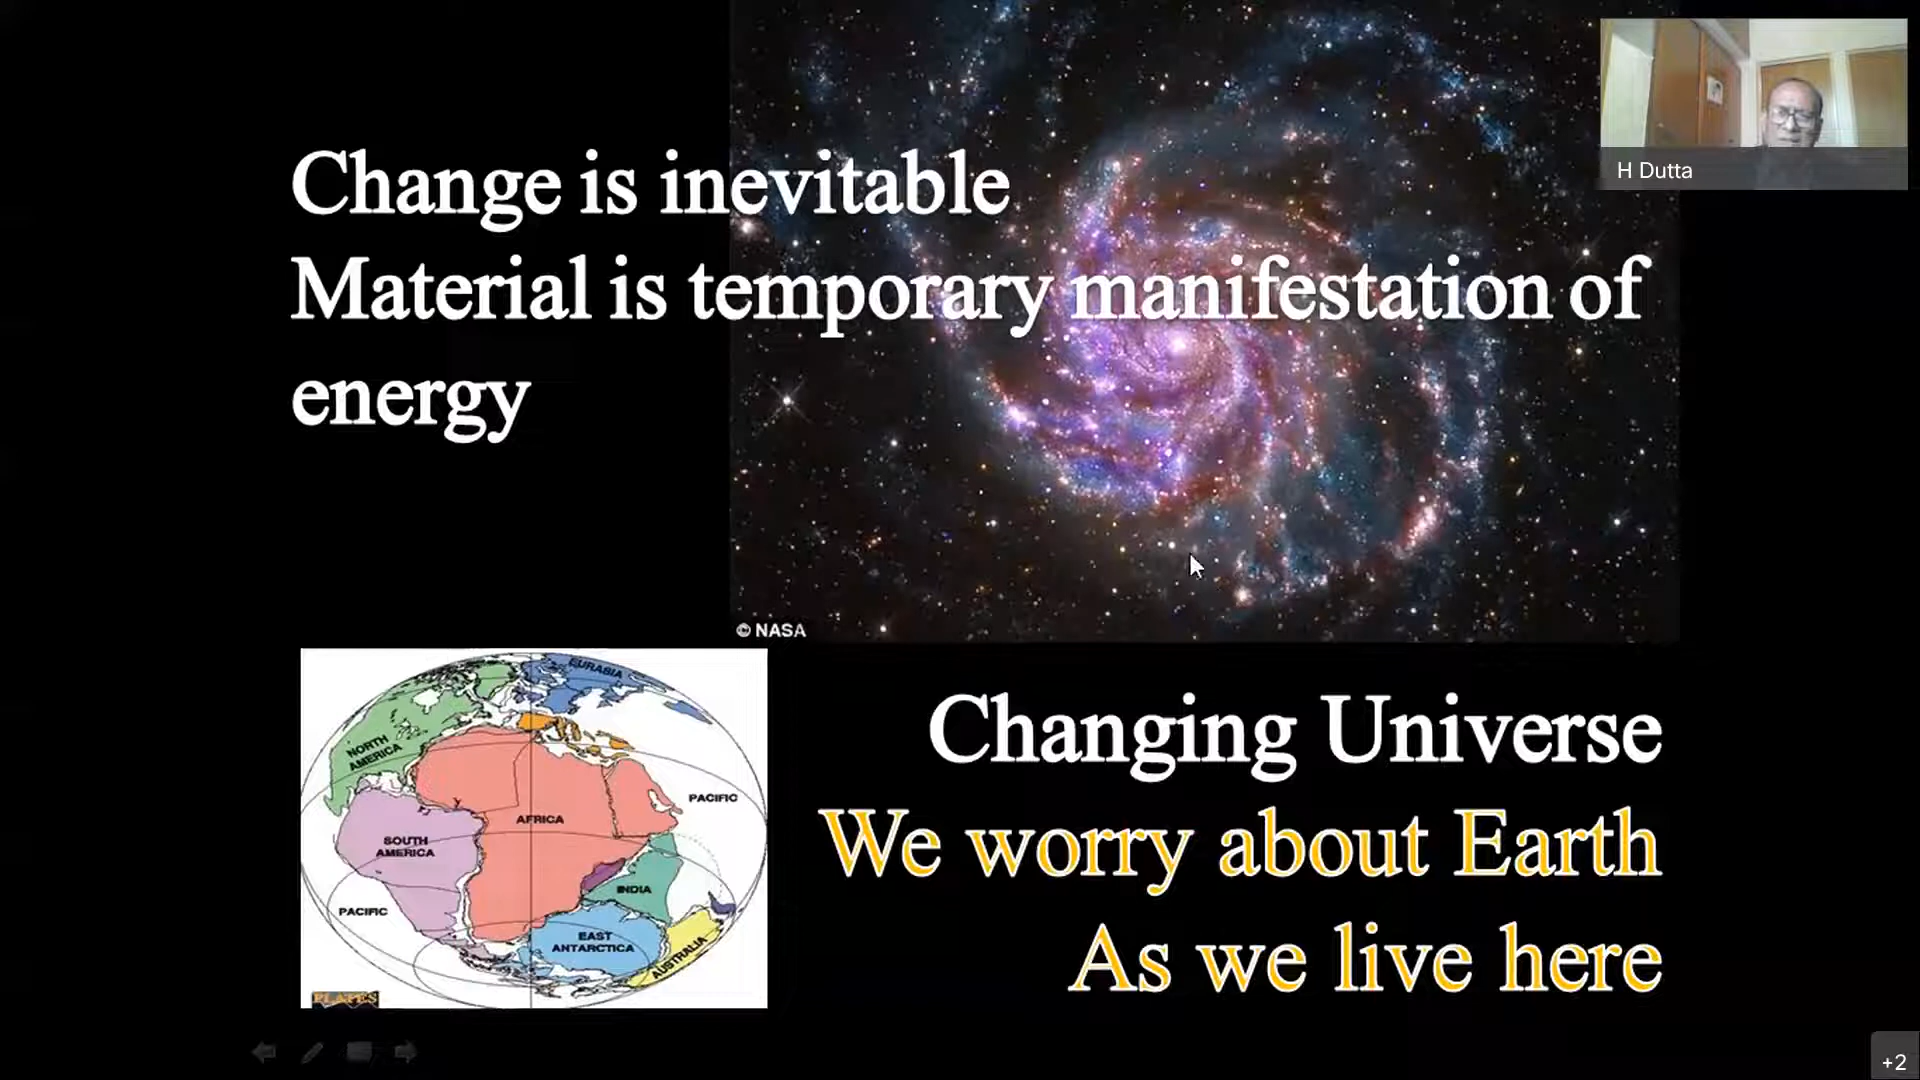 H Dutta
Change is inevitable
Material is temporary manifestation of
energy
© NASA
EURASIA
NORTH
AMERICA
PACIFIC
AFRICA
SOUTH
AMERICA
INDIA
PACIFIC
EAST
ANTARCTICA
AUSTRALIA
PLATES
Changing Universe
We worry about Earth
As we live here
+2